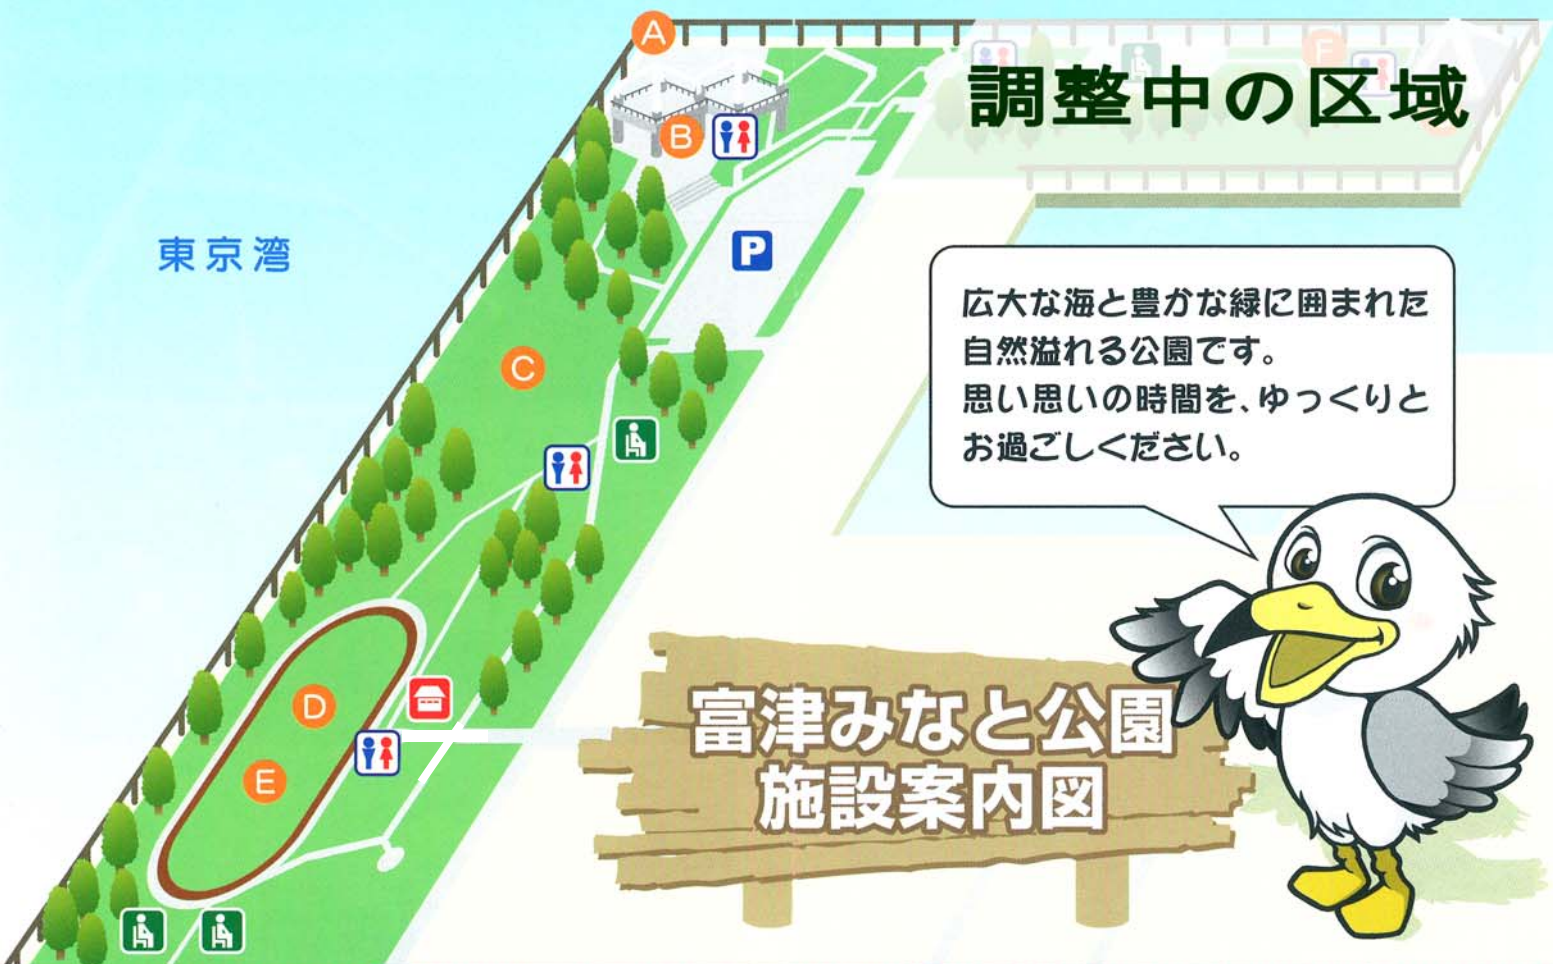 A
F
調整中の区域
B
P
東京湾
広大な海と豊かな緑に囲まれた
自然溢れる公園です。
思い思いの時間を、ゆっくりと
お過ごしください。
C
D
E
富津みなと公園
施設案内図